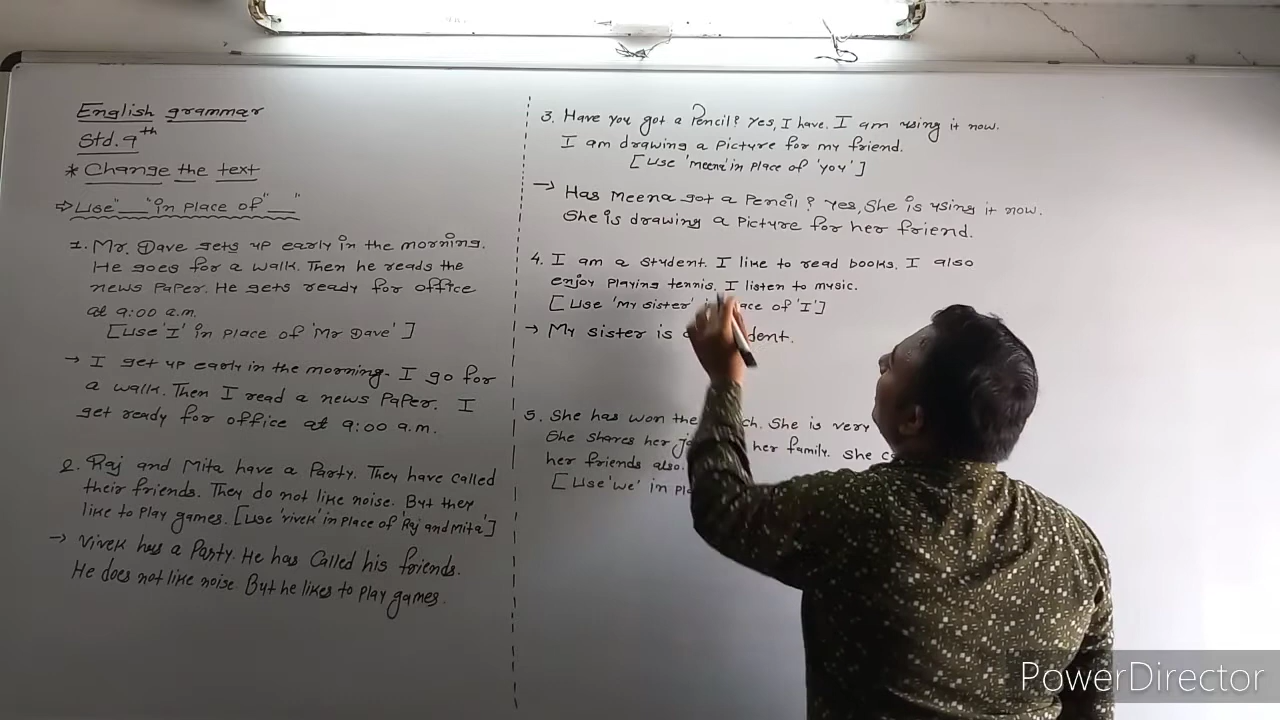 English grammar
Std. 9th
* Change the text
⇒ Use "___" in place of "___"
1. Mr. Dave gets up early in the morning.
He goes for a walk. Then he reads the
news paper. He gets ready for office
at 9:00 a.m.
[Use 'I' in place of 'Mr Dave']
→ I get up early in the morning. I go for
a walk. Then I read a news paper. I
get ready for office at 9:00 a.m.
2. Raj and Mita have a Party. They have called
their friends. They do not like noise. But they
like to play games. [Use 'Vivek' in place of 'Raj and Mita']
→ Vivek has a Party. He has called his friends.
He does not like noise. But he likes to play games.
3. Have you got a Pencil? Yes, I have. I am using it now.
I am drawing a picture for my friend.
[Use 'Meena' in place of 'you']
→ Has Meena got a Pencil? Yes, She is using it now.
She is drawing a Picture for her friend.
4. I am a student. I like to read books. I also
enjoy playing tennis. I listen to music.
[Use 'My sister' place of 'I']
→ My sister is
5. She has won the She is very
She shares her her family. She
her friends also.
[Use 'we' in
PowerDirector